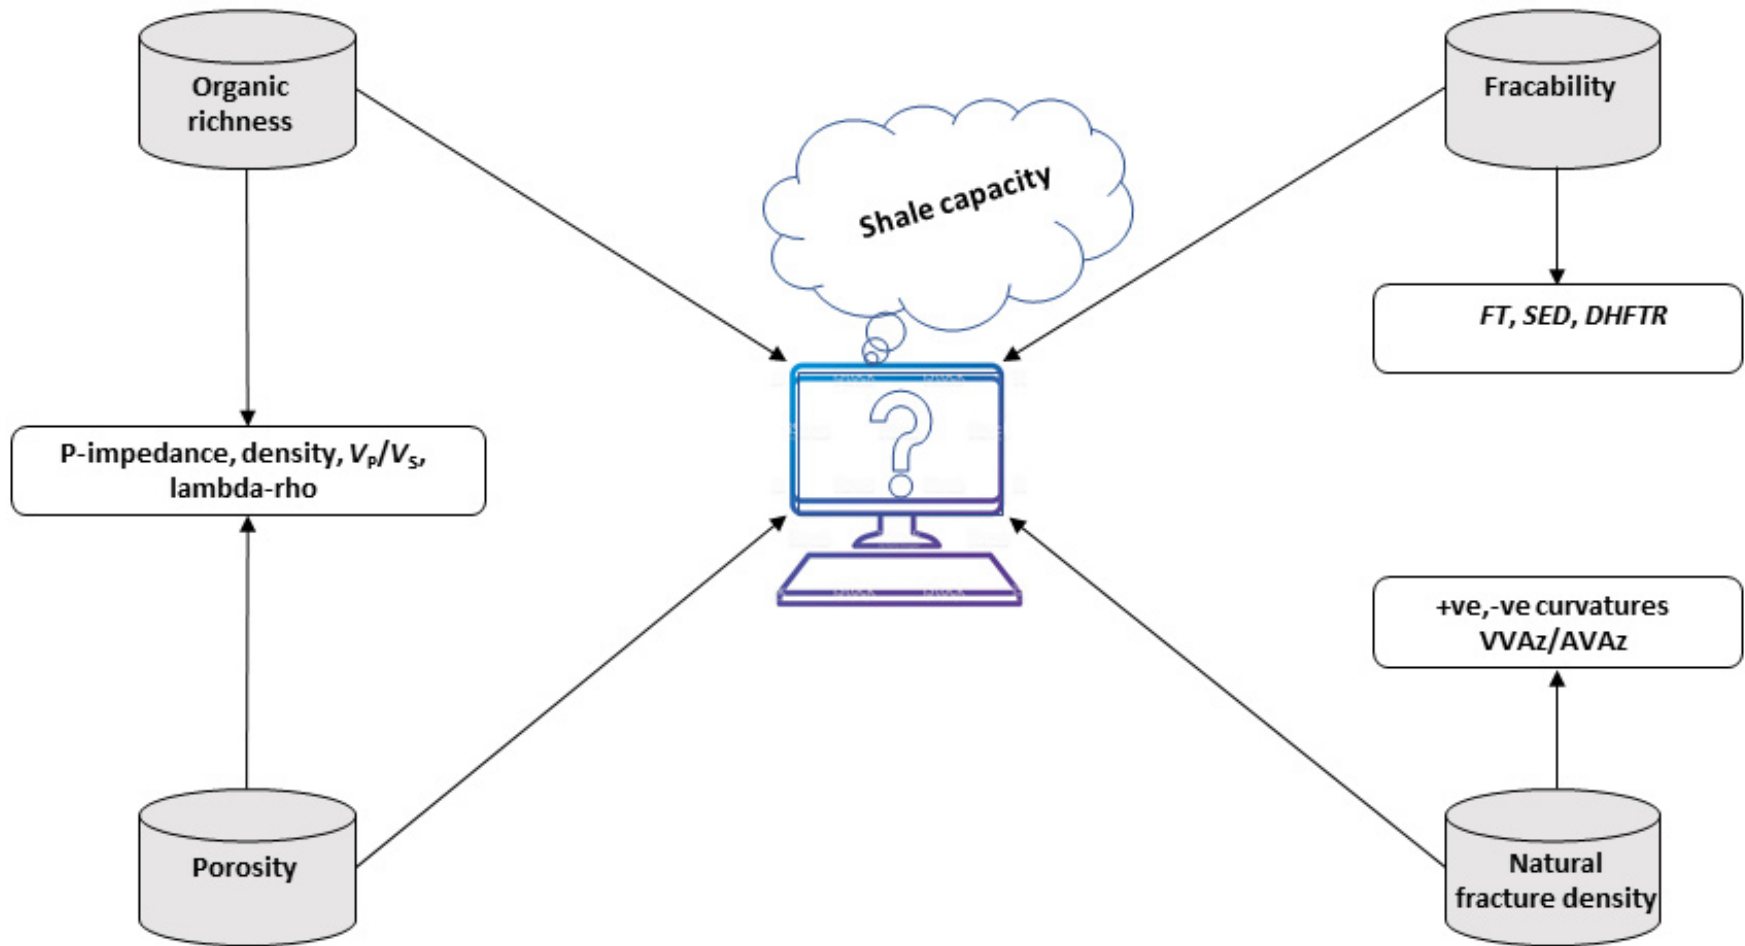 Organic
richness
Fracability
Shale capacity
FT, SED, DHFTR
P-impedance, density, VP/VS,
lambda-rho
?
+ve,-ve curvatures
VVAz/AVAz
Porosity
Natural
fracture density